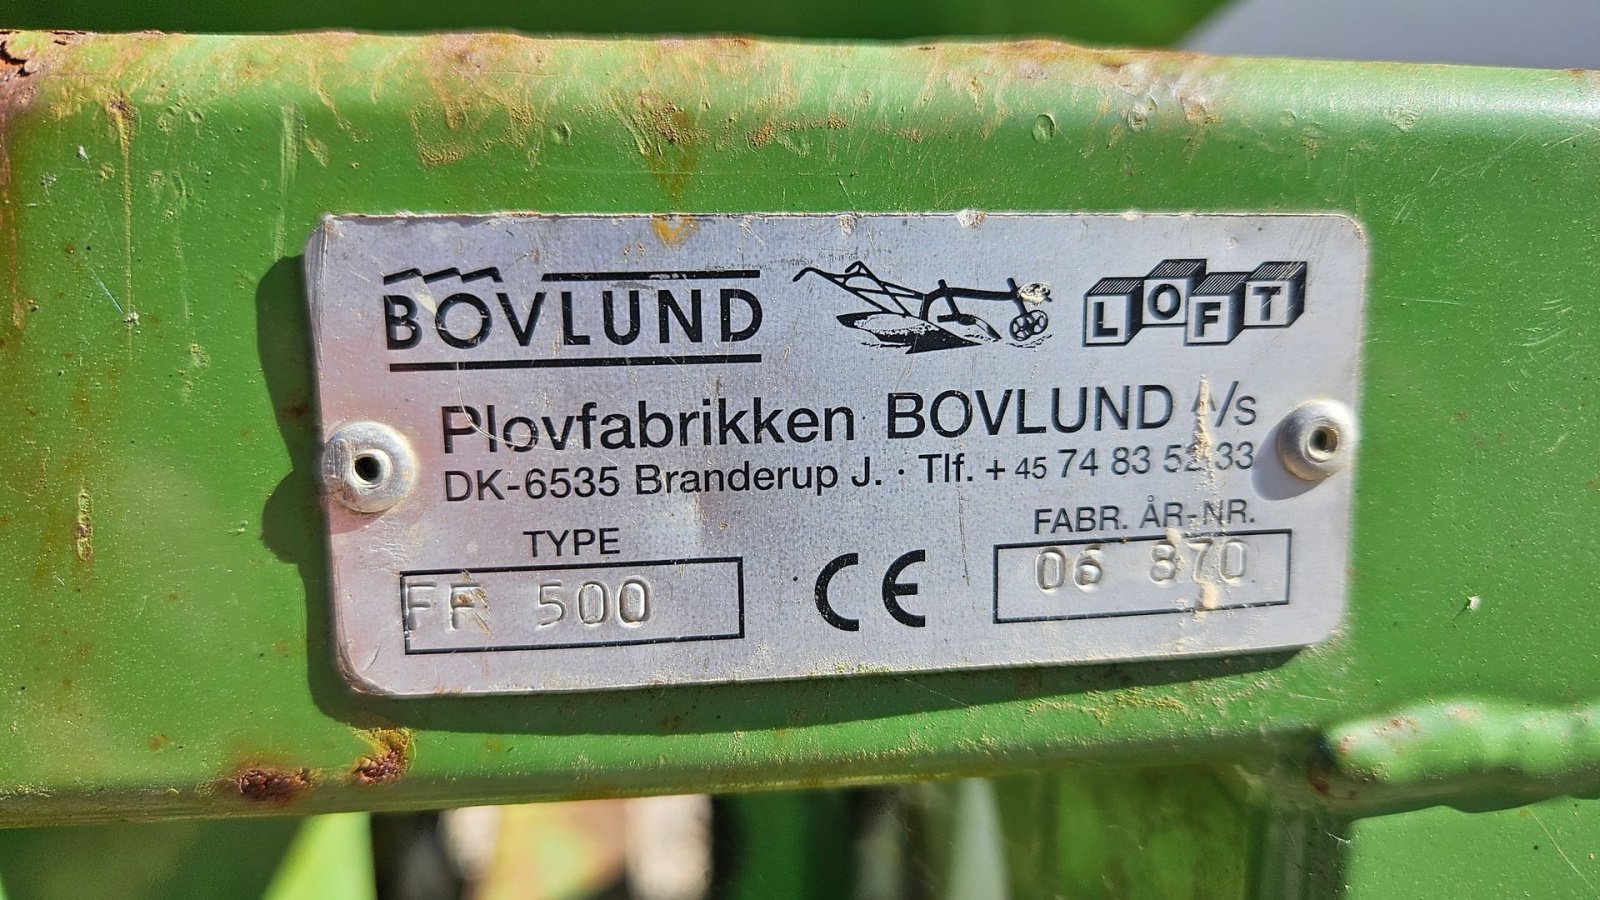 BOVLUND LOFT
Plovfabrikken BOVLUND A/s
DK-6535 Branderup J. · Tlf. + 45 74 83 52 33
TYPE FABR. ÅR-NR.
FF 500 CE 06 870